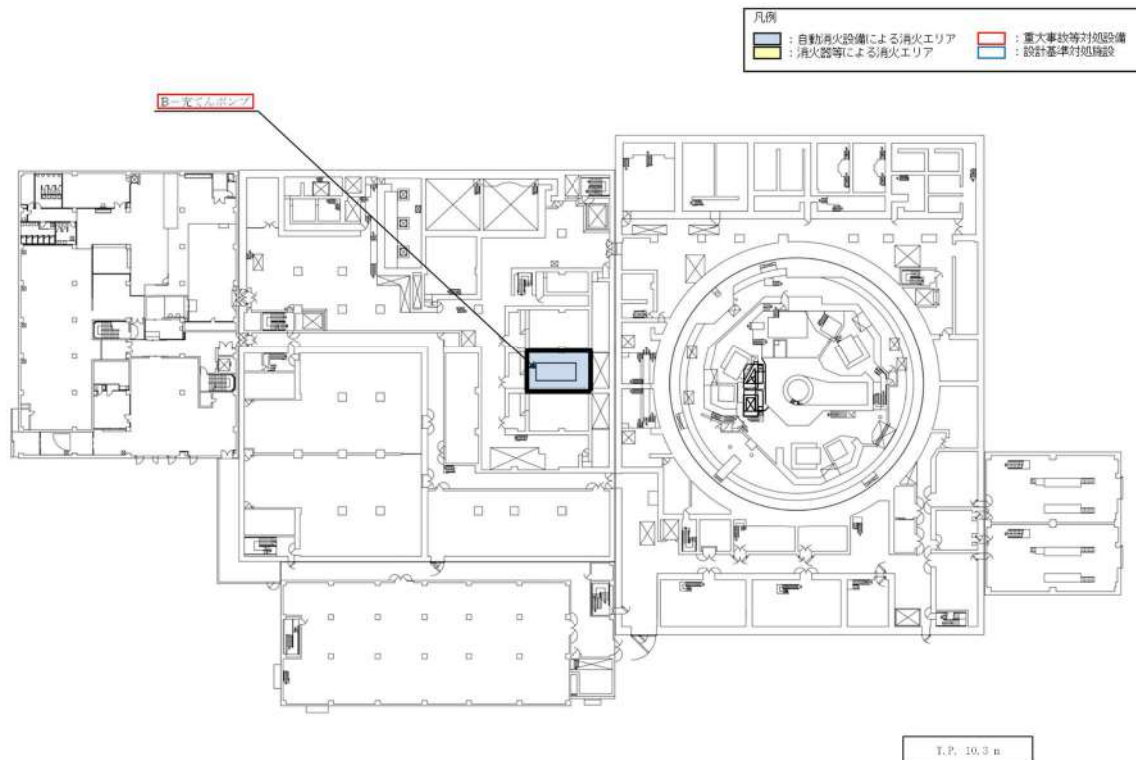 凡例
：自動消火設備による消火エリア
：重大事故等対処設備
：消火器等による消火エリア
：設計基準対処施設
B－充てんポンプ
T.P. 10.3 m